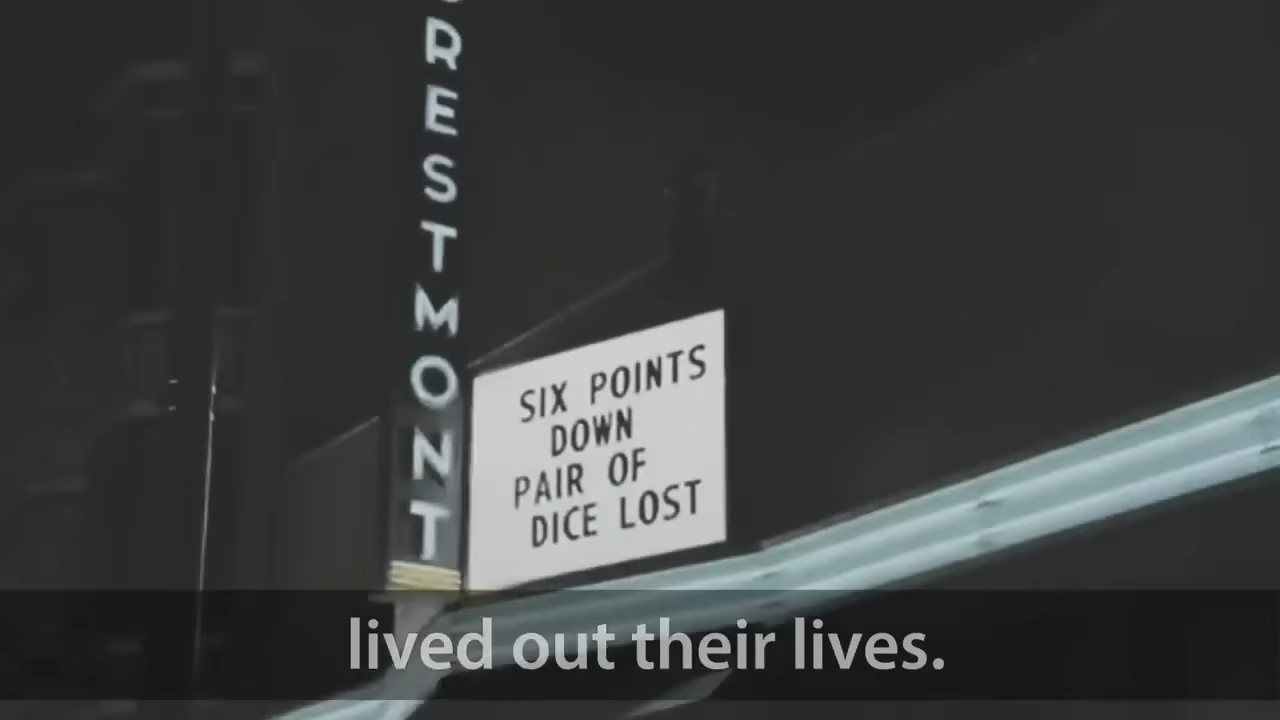 RESTMONT
SIX POINTS
DOWN
PAIR OF
DICE LOST
lived out their lives.